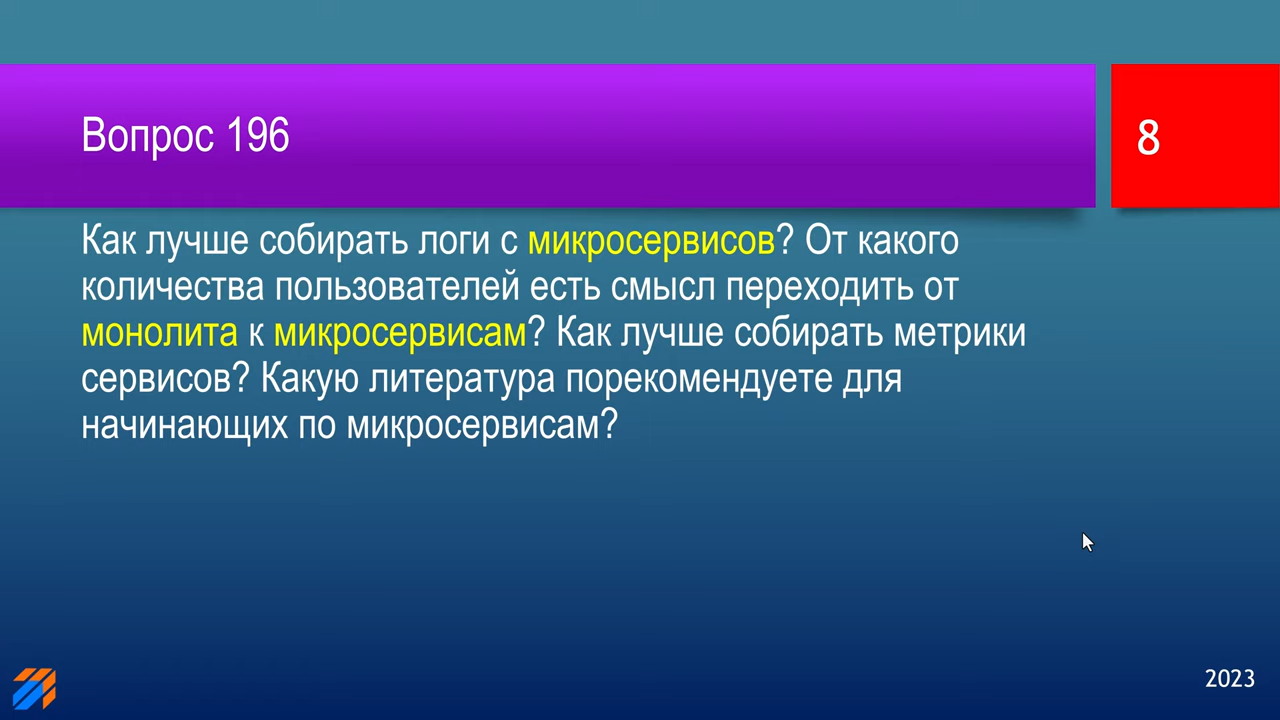 Вопрос 196
8
Как лучше собирать логи с микросервисов? От какого
количества пользователей есть смысл переходить от
монолита к микросервисам? Как лучше собирать метрики
сервисов? Какую литература порекомендуете для
начинающих по микросервисам?
2023